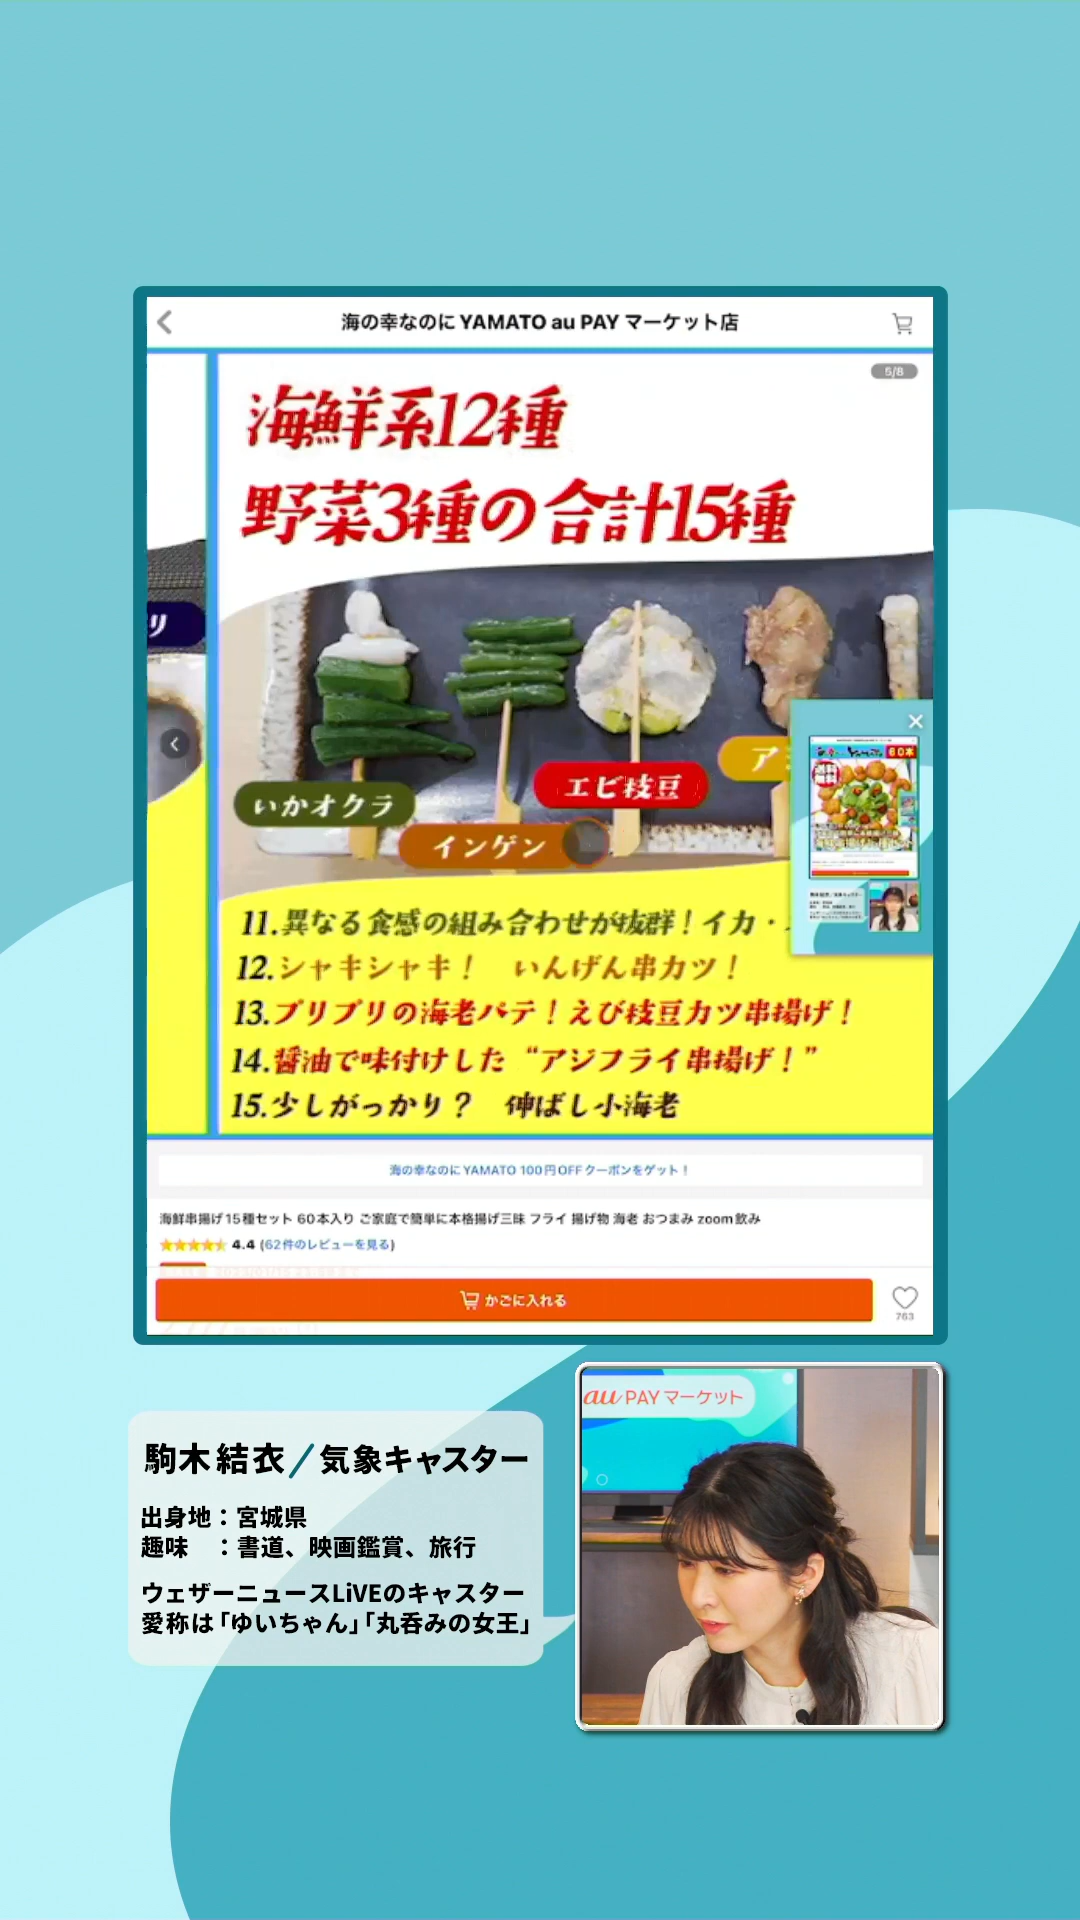 海の幸なのにYAMATO au PAY マーケット店
5/8
海鮮系12種
野菜3種の合計15種
リ
いかオクラ
インゲン
エビ枝豆
ア
60本
送料無料
11.異なる食感の組み合わせが抜群！イカ・
12.シャキシャキ！ いんげん串カツ！
13.プリプリの海老パテ！えび枝豆カツ串揚げ！
14.醤油で味付けした“アジフライ串揚げ！”
15.少しがっかり？ 伸ばし小海老
海の幸なのにYAMATO 100円OFFクーポンをゲット！
海鮮串揚げ15種セット 60本入り ご家庭で簡単に本格揚げ三昧 フライ 揚げ物 海老 おつまみ zoom飲み
4.4 (62件のレビューを見る)
かごに入れる
763
au PAY マーケット
駒木結衣／気象キャスター
出身地：宮城県
趣味 ：書道、映画鑑賞、旅行
ウェザーニュースLiVEのキャスター
愛称は「ゆいちゃん」「丸呑みの女王」